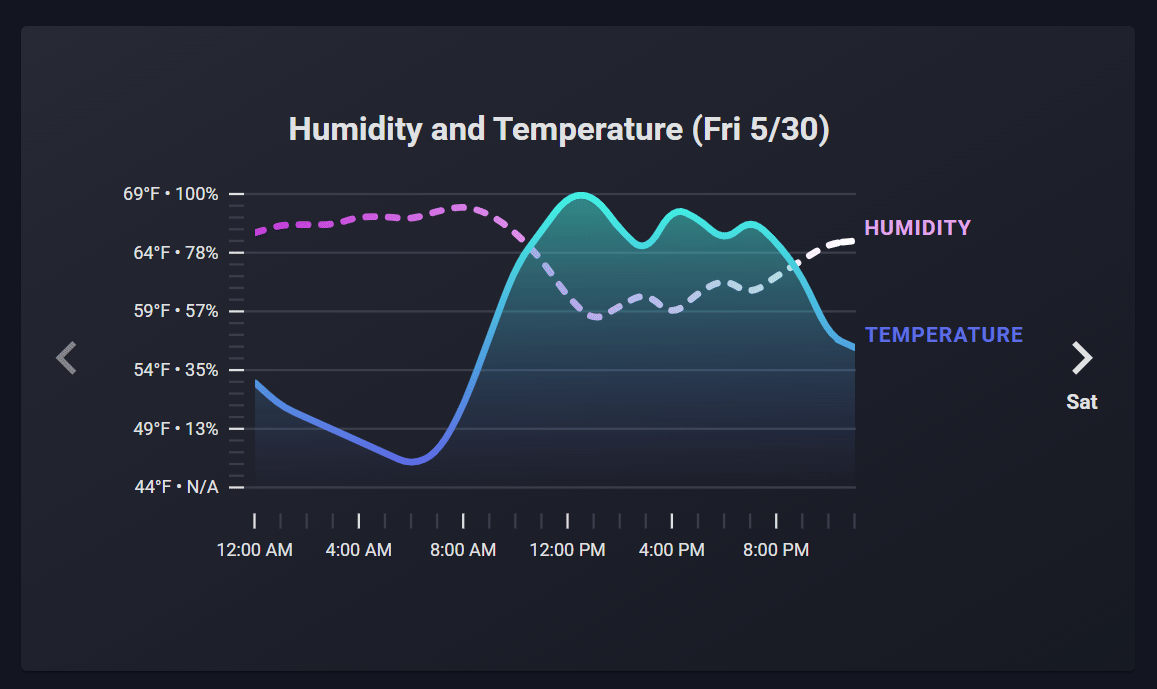 Humidity and Temperature (Fri 5/30)
69°F • 100%
64°F • 78%
59°F • 57%
54°F • 35%
49°F • 13%
44°F • N/A
HUMIDITY
TEMPERATURE
Sat
12:00 AM 4:00 AM 8:00 AM 12:00 PM 4:00 PM 8:00 PM